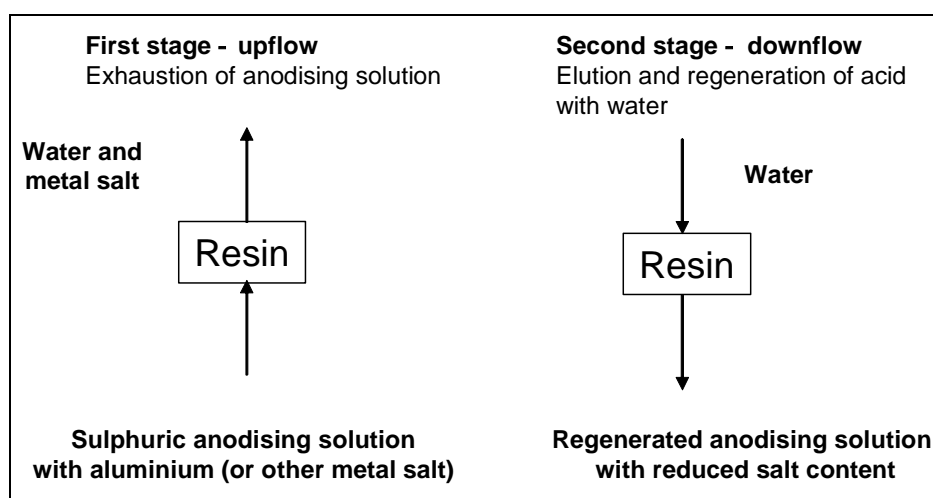 First stage - upflow
Exhaustion of anodising solution
Water and
metal salt
Resin
Sulphuric anodising solution
with aluminium (or other metal salt)
Second stage - downflow
Elution and regeneration of acid
with water
Water
Resin
Regenerated anodising solution
with reduced salt content